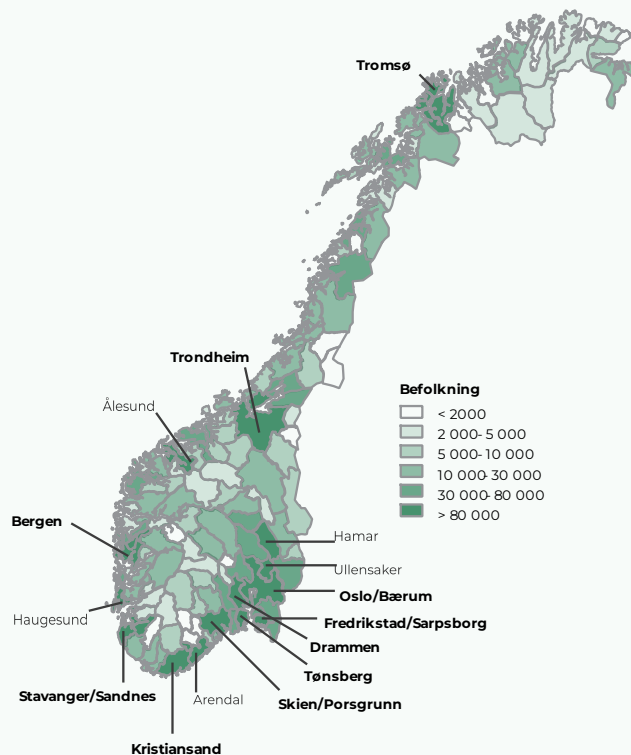 Tromsø
Trondheim
Ålesund
Befolkning
< 2000
2 000- 5 000
5 000- 10 000
10 000- 30 000
30 000- 80 000
> 80 000
Bergen
Hamar
Ullensaker
Oslo/Bærum
Haugesund
Fredrikstad/Sarpsborg
Drammen
Tønsberg
Stavanger/Sandnes
Arendal
Skien/Porsgrunn
Kristiansand